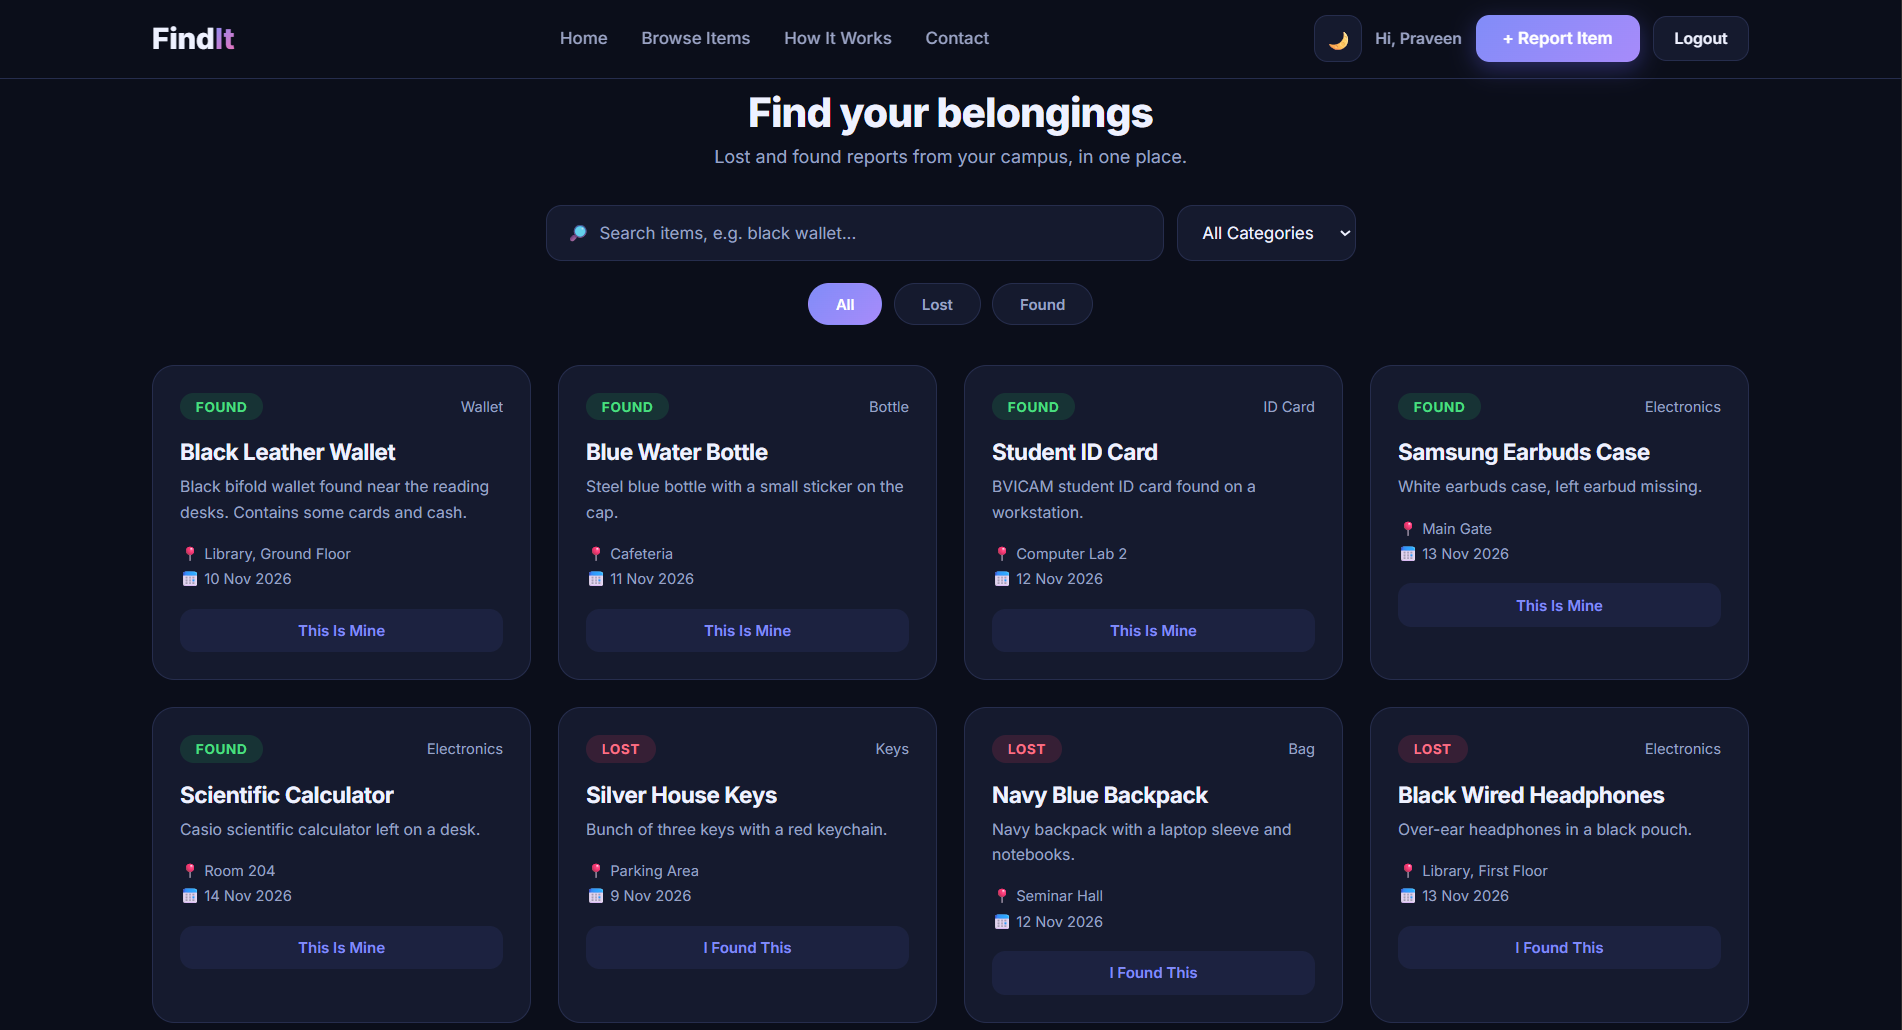 FindIt
Home
Browse Items
How It Works
Contact
Hi, Praveen
+ Report Item
Logout
Find your belongings
Lost and found reports from your campus, in one place.
Search items, e.g. black wallet...
All Categories
All
Lost
Found
FOUND
Wallet
Black Leather Wallet
Black bifold wallet found near the reading
desks. Contains some cards and cash.
Library, Ground Floor
10 Nov 2026
This Is Mine
FOUND
Bottle
Blue Water Bottle
Steel blue bottle with a small sticker on the
cap.
Cafeteria
11 Nov 2026
This Is Mine
FOUND
ID Card
Student ID Card
BVICAM student ID card found on a
workstation.
Computer Lab 2
12 Nov 2026
This Is Mine
FOUND
Electronics
Samsung Earbuds Case
White earbuds case, left earbud missing.
Main Gate
13 Nov 2026
This Is Mine
FOUND
Electronics
Scientific Calculator
Casio scientific calculator left on a desk.
Room 204
14 Nov 2026
This Is Mine
LOST
Keys
Silver House Keys
Bunch of three keys with a red keychain.
Parking Area
9 Nov 2026
I Found This
LOST
Bag
Navy Blue Backpack
Navy backpack with a laptop sleeve and
notebooks.
Seminar Hall
12 Nov 2026
I Found This
LOST
Electronics
Black Wired Headphones
Over-ear headphones in a black pouch.
Library, First Floor
13 Nov 2026
I Found This